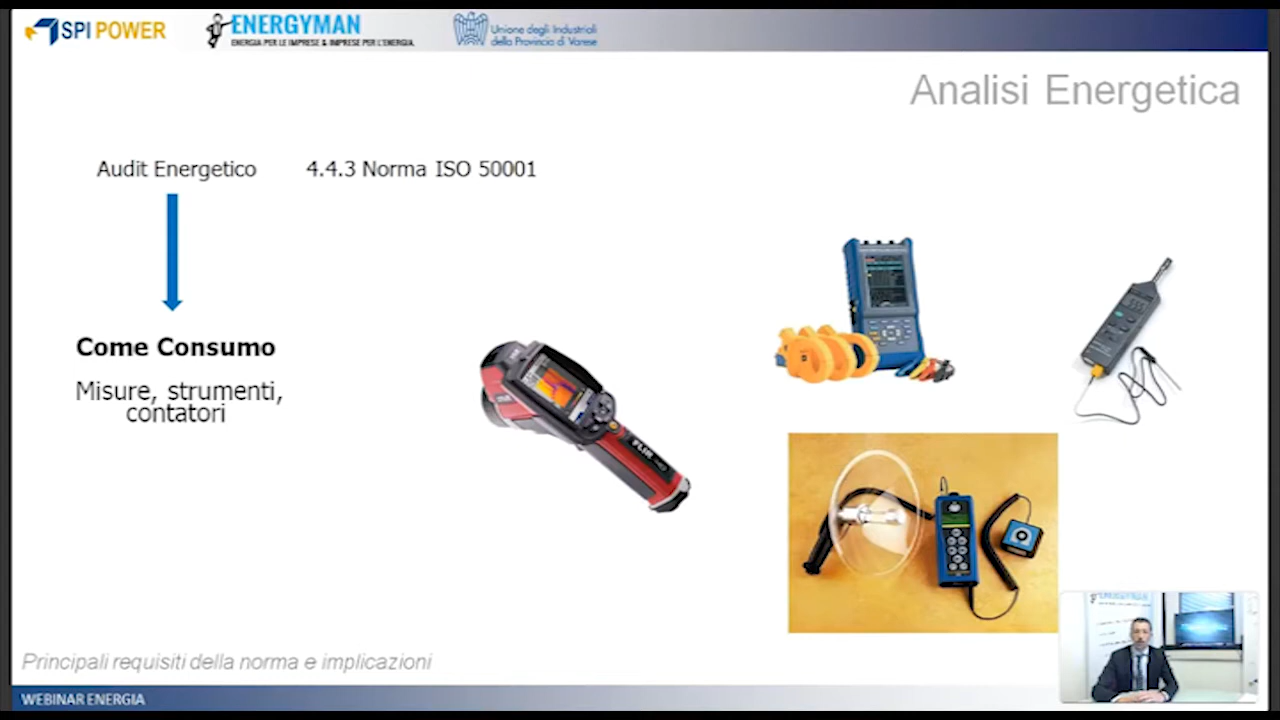 SPI POWER
ENERGYMAN
ENERGIA PER LE IMPRESE & IMPRESE PER L'ENERGIA.
Unione degli Industriali
della Provincia di Varese
Analisi Energetica
Audit Energetico 4.4.3 Norma ISO 50001
Come Consumo
Misure, strumenti,
contatori
FLIR
ENERGYMAN
Principali requisiti della norma e implicazioni
WEBINAR ENERGIA